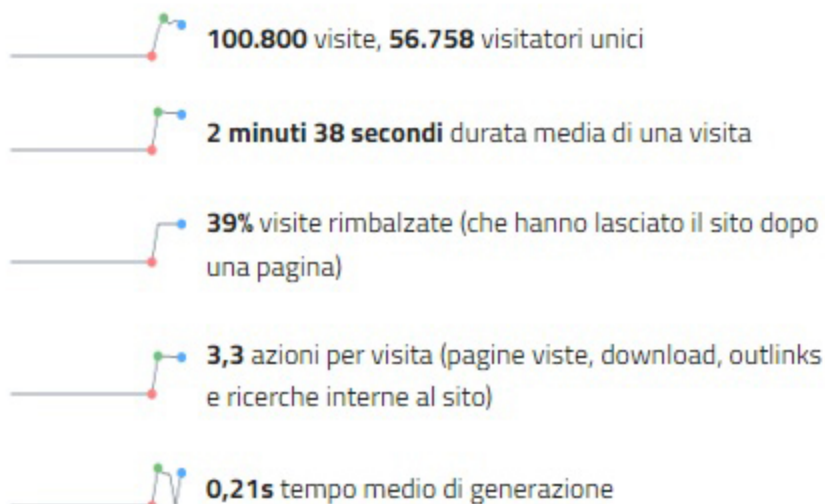 100.800 visite, 56.758 visitatori unici
2 minuti 38 secondi durata media di una visita
39% visite rimbalzate (che hanno lasciato il sito dopo
una pagina)
3,3 azioni per visita (pagine viste, download, outlinks
e ricerche interne al sito)
0,21s tempo medio di generazione